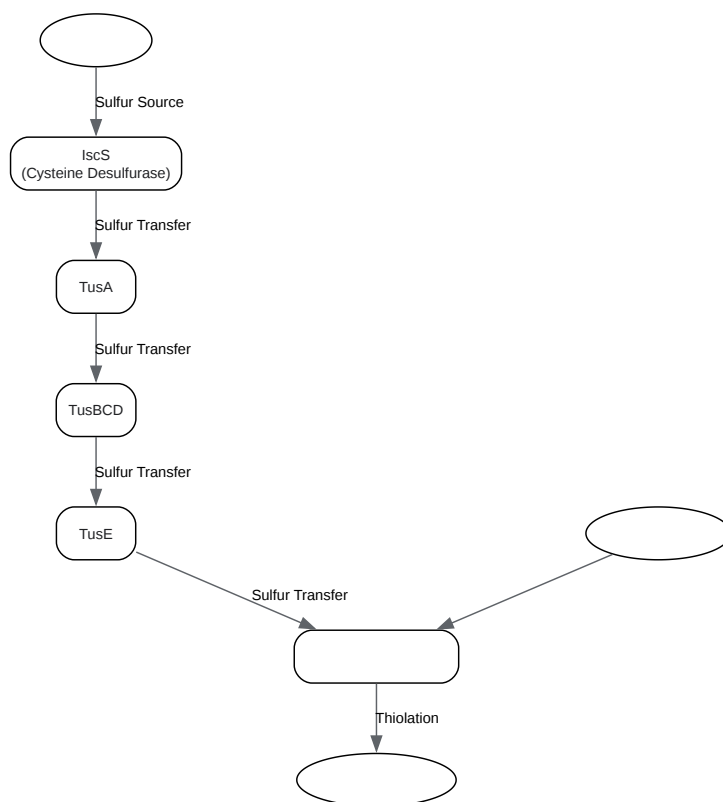 Sulfur Source
IscS
(Cysteine Desulfurase)
Sulfur Transfer
TusA
Sulfur Transfer
TusBCD
Sulfur Transfer
TusE
Sulfur Transfer
Thiolation